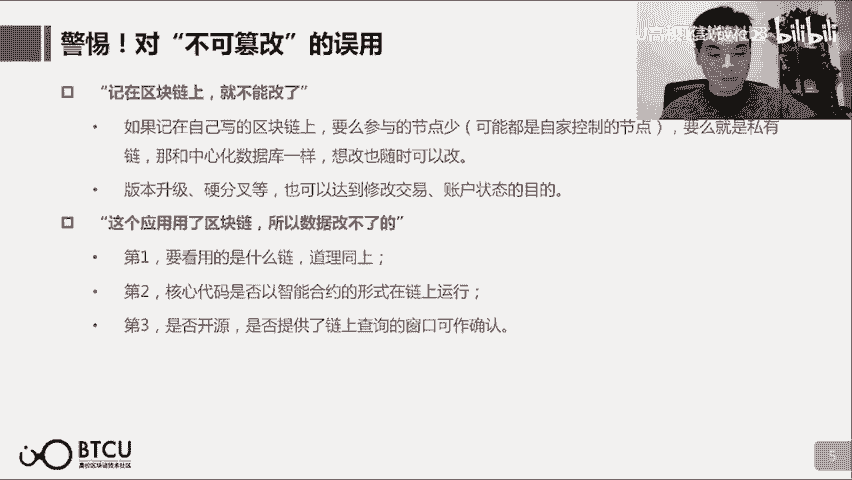 警惕！对“不可篡改”的误用
bilibili
“记在区块链上，就不能改了”
如果记在自己写的区块链上，要么参与的节点少（可能都是自家控制的节点），要么就是私有
链，那和中心化数据库一样，想改也随时可以改。
版本升级、硬分叉等，也可以达到修改交易、账户状态的目的。
“这个应用用了区块链，所以数据改不了的”
第1，要看用的是什么链，道理同上；
第2，核心代码是否以智能合约的形式在链上运行；
第3，是否开源，是否提供了链上查询的窗口可作确认。
BTCU
高校区块链技术社区
5